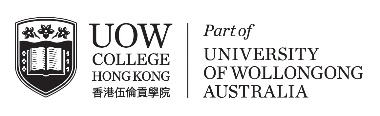 UOW
COLLEGE
HONG KONG
香港伍倫貢學院
Part of
UNIVERSITY
OF WOLLONGONG
AUSTRALIA